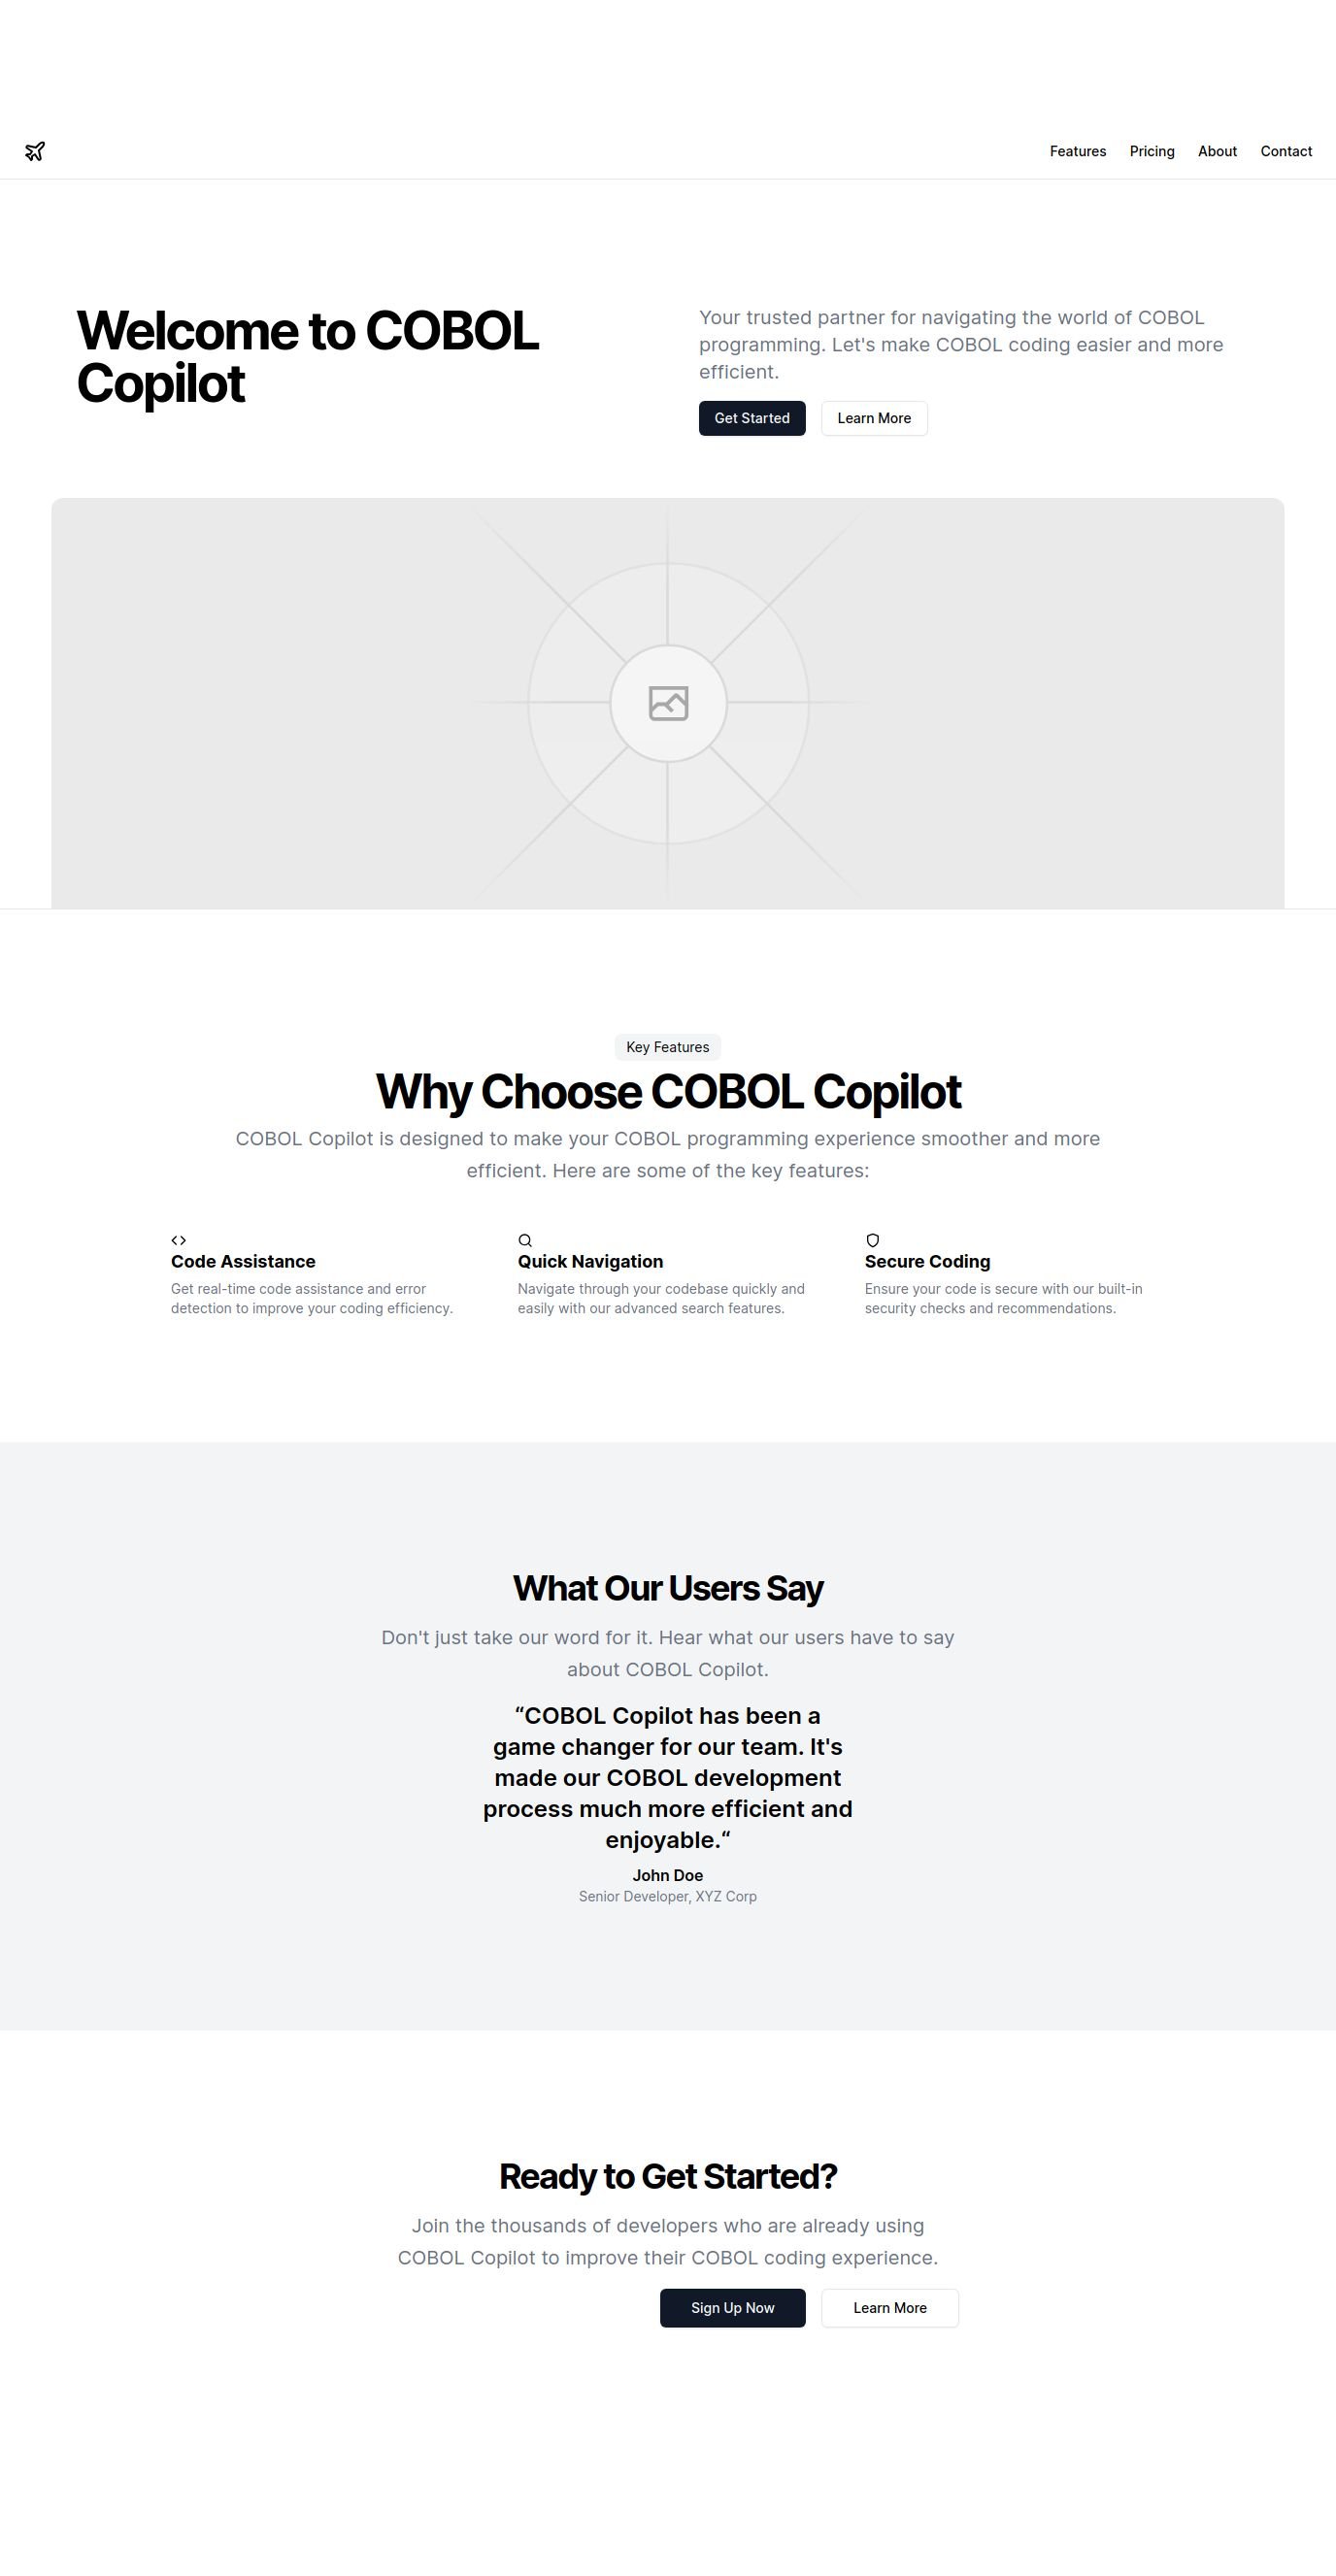 Features Pricing About Contact
Welcome to COBOL
Copilot
Your trusted partner for navigating the world of COBOL
programming. Let's make COBOL coding easier and more
efficient.
Get Started Learn More
Key Features
Why Choose COBOL Copilot
COBOL Copilot is designed to make your COBOL programming experience smoother and more
efficient. Here are some of the key features:
Code Assistance
Get real-time code assistance and error
detection to improve your coding efficiency.
Quick Navigation
Navigate through your codebase quickly and
easily with our advanced search features.
Secure Coding
Ensure your code is secure with our built-in
security checks and recommendations.
What Our Users Say
Don't just take our word for it. Hear what our users have to say
about COBOL Copilot.
“COBOL Copilot has been a
game changer for our team. It's
made our COBOL development
process much more efficient and
enjoyable.“
John Doe
Senior Developer, XYZ Corp
Ready to Get Started?
Join the thousands of developers who are already using
COBOL Copilot to improve their COBOL coding experience.
Sign Up Now Learn More